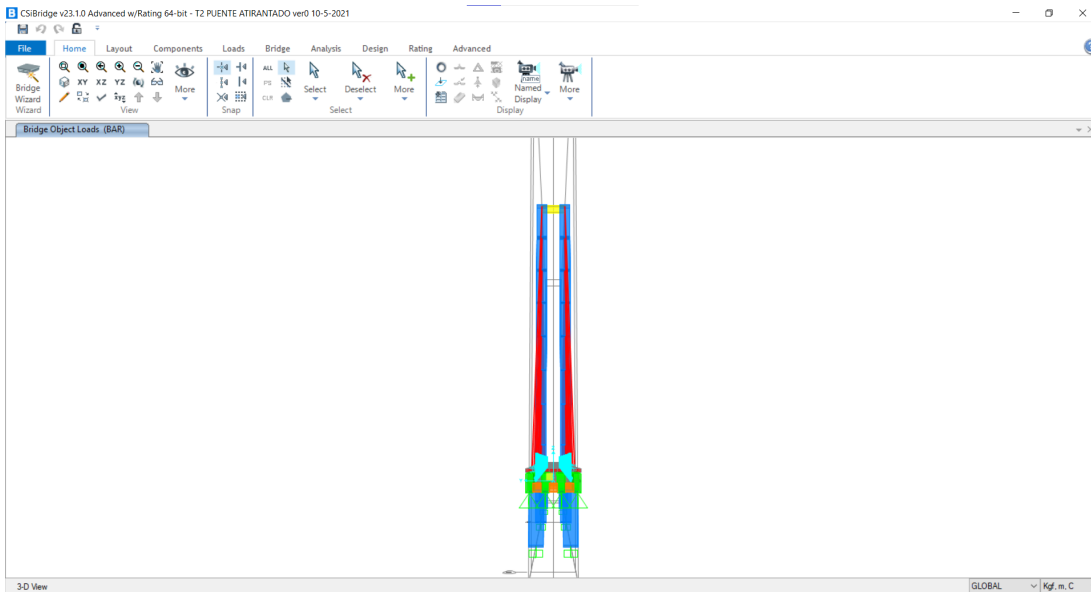 CSiBridge v23.1.0 Advanced w/Rating 64-bit - T2 PUENTE ATIRANTADO ver0 10-5-2021
File Home Layout Components Loads Bridge Analysis Design Rating Advanced
Bridge Wizard
XY XZ YZ
xyz
More
ALL
PS
CLR
Select
Deselect
More
name
Named Display
More
Wizard View Snap Select Display
Bridge Object Loads (BAR)
3-D View GLOBAL Kgf, m, C